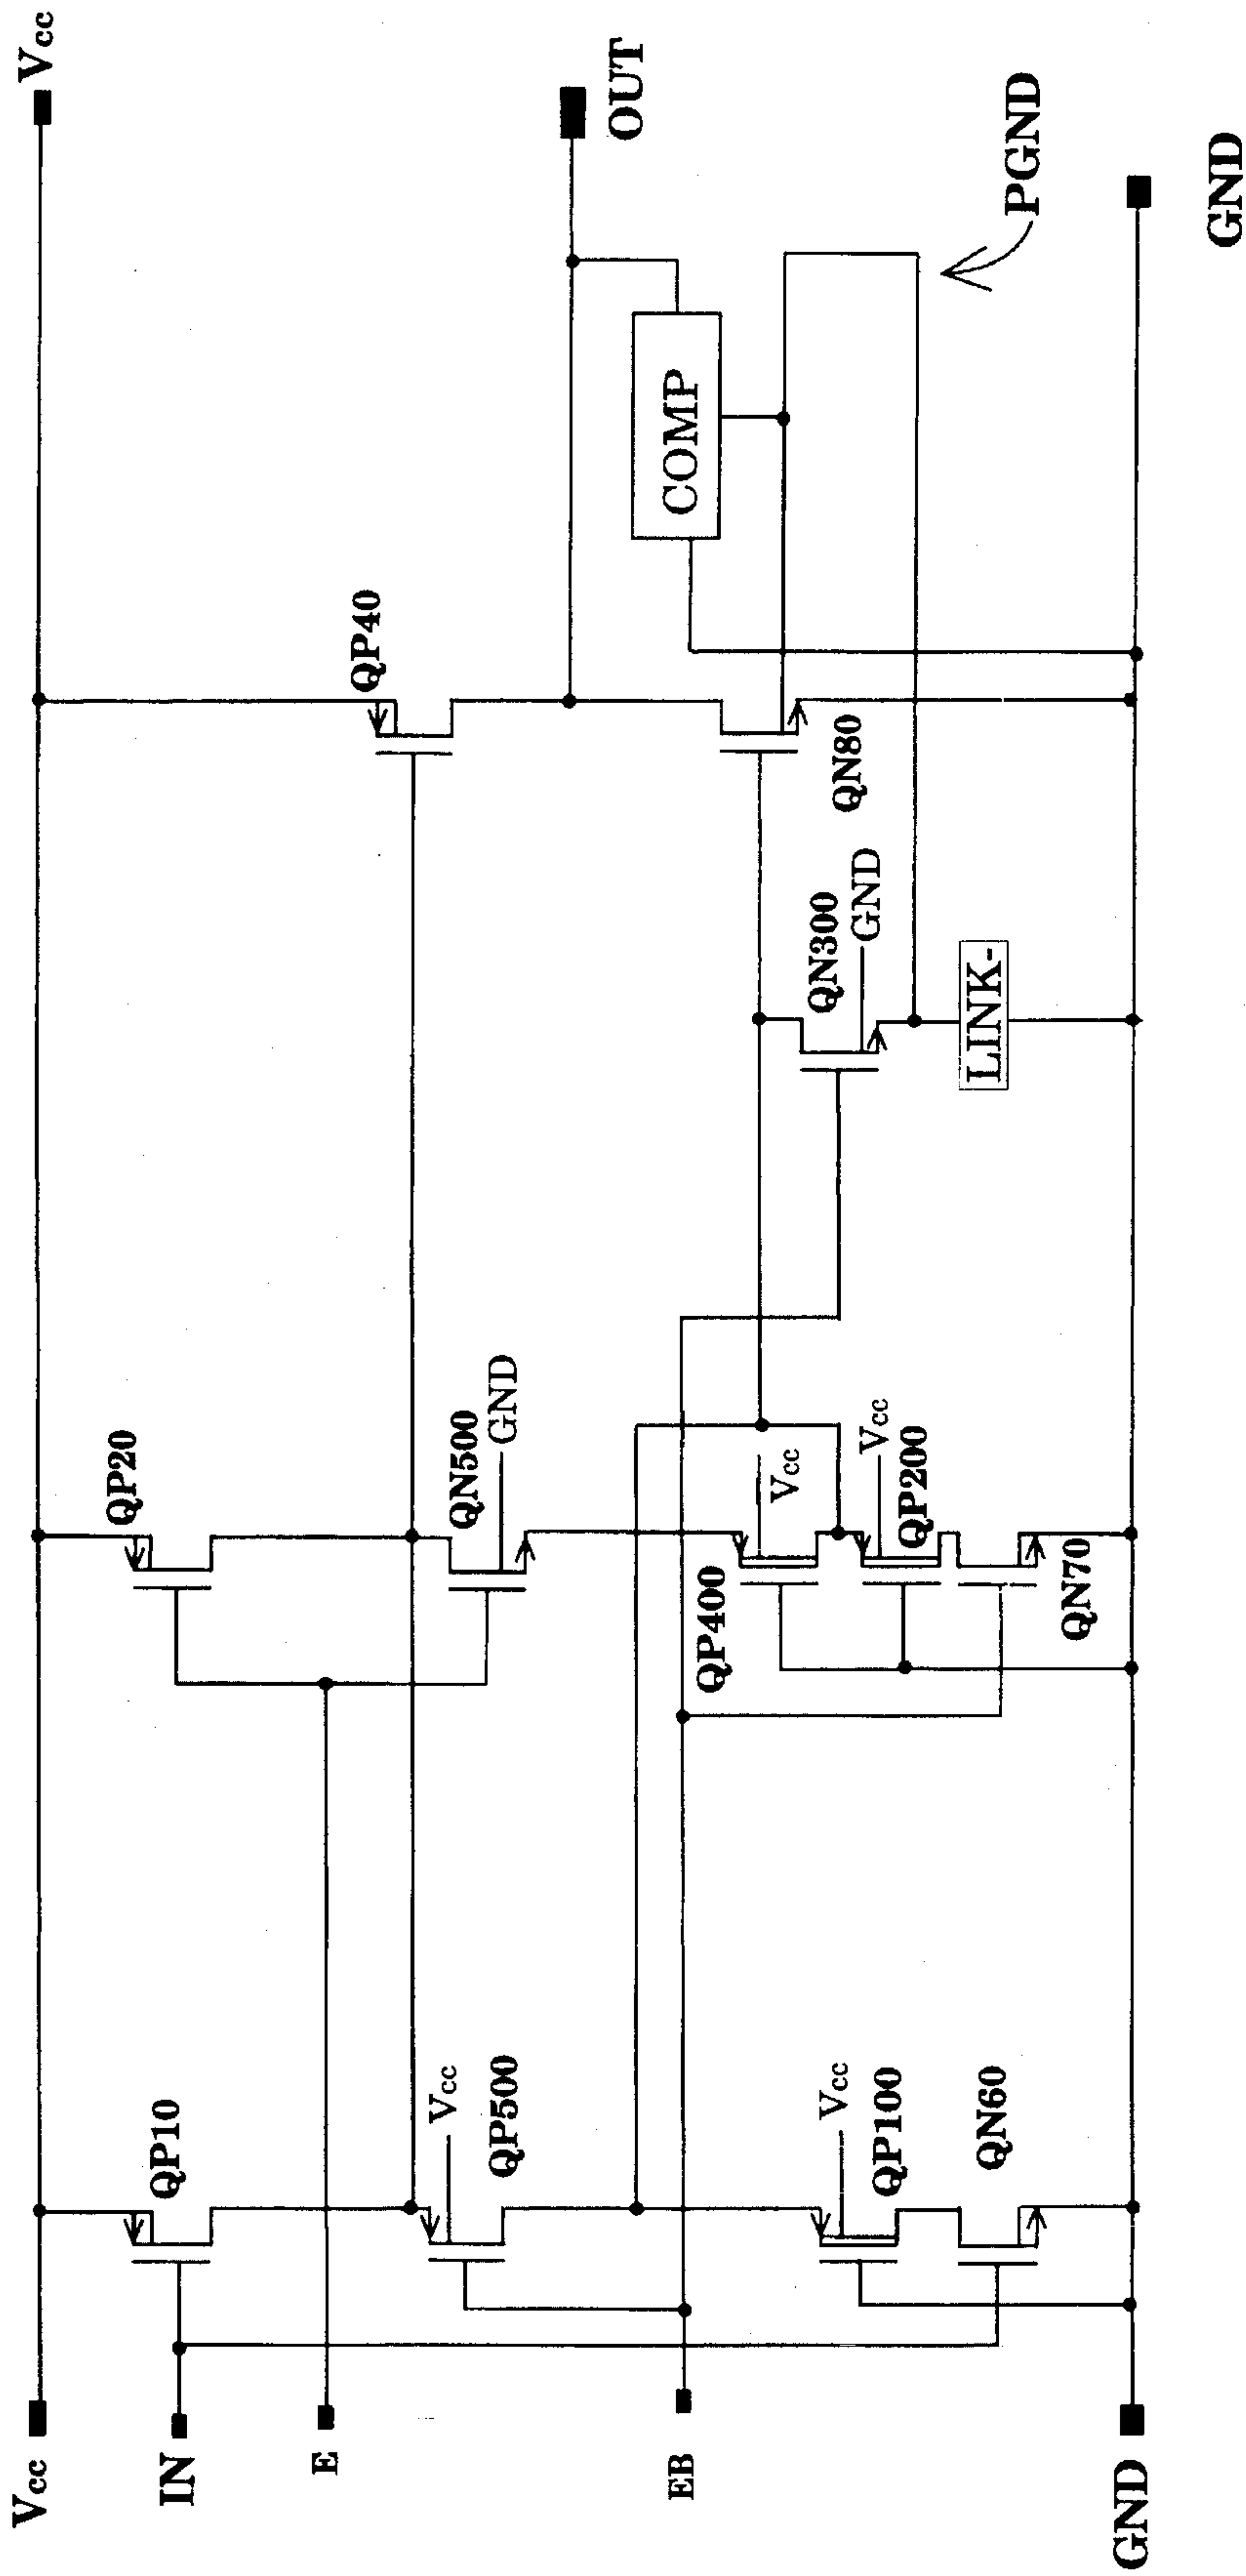 Vcc
Vcc
IN
E
EB
GND
QP10
Vcc
QP500
Vcc
QP100
QN60
QP20
QN500
GND
QP400
Vcc
Vcc
QP200
QN70
QN300
GND
LINK-
QP40
QN80
COMP
OUT
PGND
GND